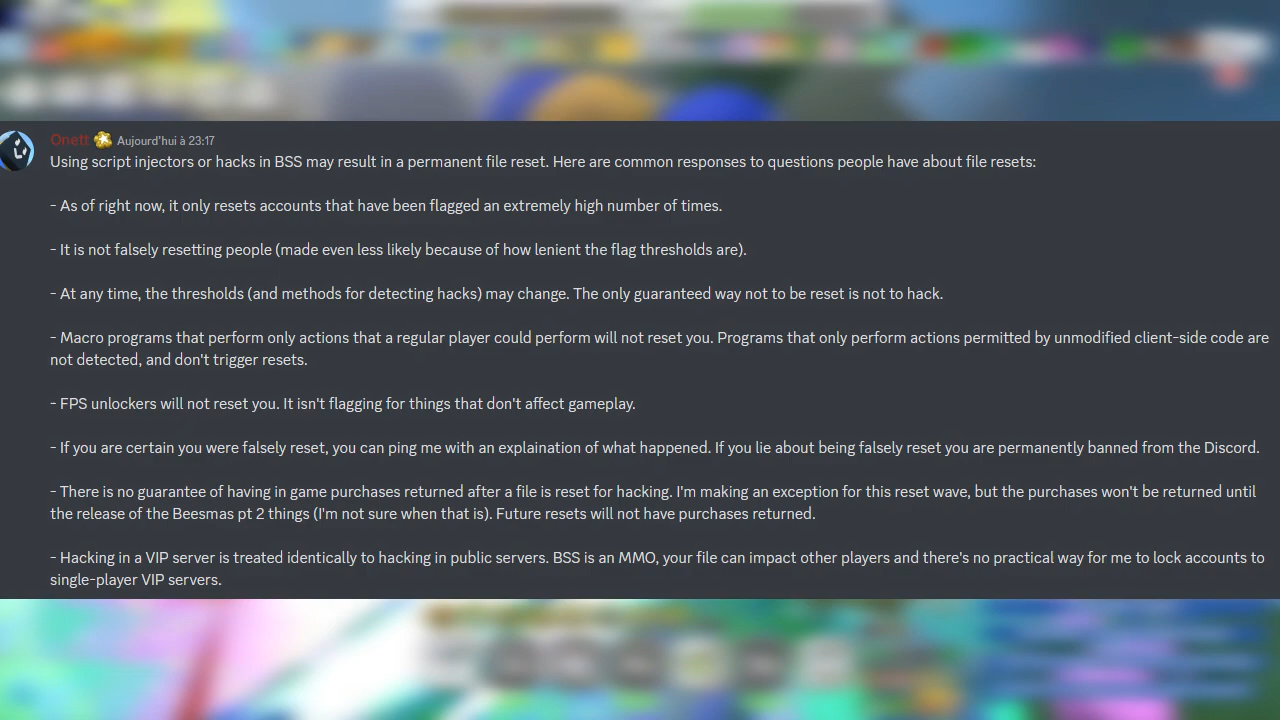 Onett Aujourd'hui à 23:17
Using script injectors or hacks in BSS may result in a permanent file reset. Here are common responses to questions people have about file resets:
- As of right now, it only resets accounts that have been flagged an extremely high number of times.
- It is not falsely resetting people (made even less likely because of how lenient the flag thresholds are).
- At any time, the thresholds (and methods for detecting hacks) may change. The only guaranteed way not to be reset is not to hack.
- Macro programs that perform only actions that a regular player could perform will not reset you. Programs that only perform actions permitted by unmodified client-side code are
not detected, and don't trigger resets.
- FPS unlockers will not reset you. It isn't flagging for things that don't affect gameplay.
- If you are certain you were falsely reset, you can ping me with an explaination of what happened. If you lie about being falsely reset you are permanently banned from the Discord.
- There is no guarantee of having in game purchases returned after a file is reset for hacking. I'm making an exception for this reset wave, but the purchases won't be returned until
the release of the Beesmas pt 2 things (I'm not sure when that is). Future resets will not have purchases returned.
- Hacking in a VIP server is treated identically to hacking in public servers. BSS is an MMO, your file can impact other players and there's no practical way for me to lock accounts to
single-player VIP servers.